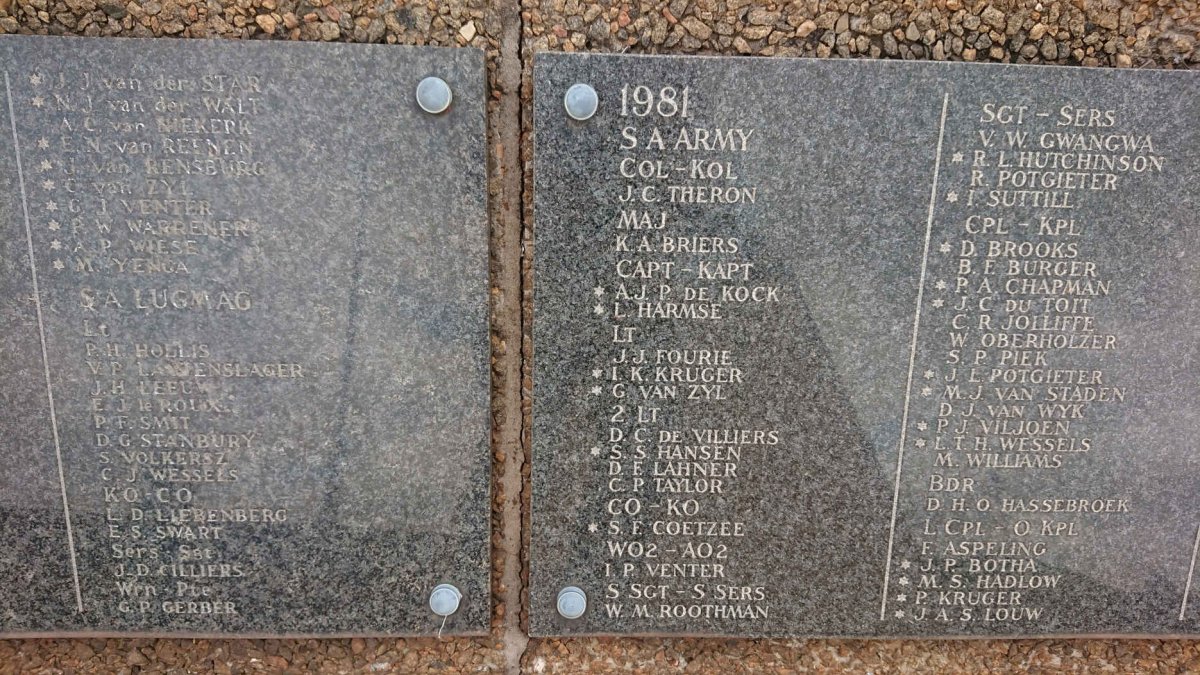 * J. J. van der STAR
* N. J. van der WALT
A. C. van NIEKERK
* E. N. van REENEN
* J. van RENSBURG
* C. van ZYL
* G. J. VENTER
* P. W. WARRENER
* A. P. WIESE
* M. YENGA
S A LUGMAG
Lt
P. H. HOLLIS
V. P. LANGENSLAGER
J. H. LEEUW
E. J. le ROUX
P. F. SMIT
D. G. STANBURY
S. VOLKERSZ
C. J. WESSELS
KO - CO
L. D. LIEBENBERG
E. S. SWART
Sers Sgt
J. D. CILLIERS
Wrn Pte
G. P. GERBER
1981
S A ARMY
COL - KOL
J. C. THERON
MAJ
K. A. BRIERS
CAPT - KAPT
* A. J. P. DE KOCK
* L. HARMSE
LT
J. J. FOURIE
* I. K. KRUGER
* G. VAN ZYL
2 LT
D. C. DE VILLIERS
* S. S. HANSEN
D. E. LAHNER
C. P. TAYLOR
CO - KO
* S. F. COETZEE
WO2 - AO2
I. P. VENTER
S SGT - S SERS
W. M. ROOTHMAN
SGT - SERS
V. W. GWANGWA
* R. L. HUTCHINSON
R. POTGIETER
* I. SUTTILL
CPL - KPL
* D. BROOKS
B. E. BURGER
* P. A. CHAPMAN
* J. C. DU TOIT
C. R. JOLLIFFE
W. OBERHOLZER
S. P. PIEK
* J. L. POTGIETER
* M. J. VAN STADEN
D. J. VAN WYK
* P. J. VILJOEN
* L. T. H. WESSELS
M. WILLIAMS
BDR
D. H. O. HASSEBROEK
L CPL - O KPL
F. ASPELING
* J. P. BOTHA
* M. S. HADLOW
* P. KRUGER
* J. A. S. LOUW